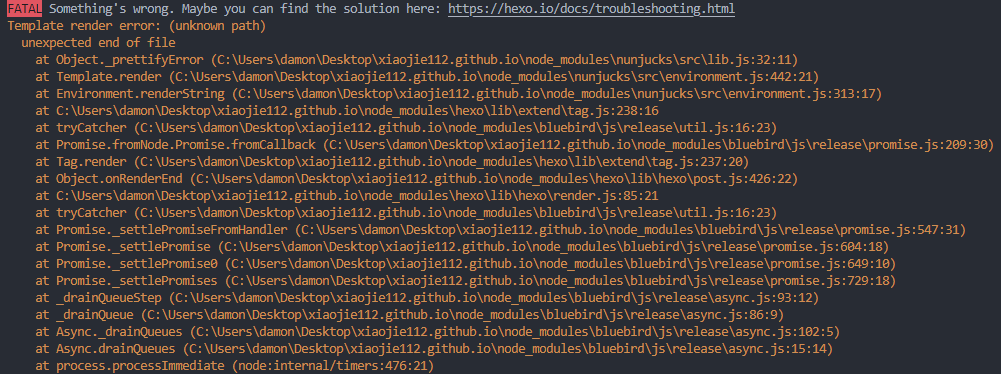 FATAL Something's wrong. Maybe you can find the solution here: https://hexo.io/docs/troubleshooting.html
Template render error: (unknown path)
  unexpected end of file
    at Object._prettifyError (C:\Users\damon\Desktop\xiaojie112.github.io\node_modules\nunjucks\src\lib.js:32:11)
    at Template.render (C:\Users\damon\Desktop\xiaojie112.github.io\node_modules\nunjucks\src\environment.js:442:21)
    at Environment.renderString (C:\Users\damon\Desktop\xiaojie112.github.io\node_modules\nunjucks\src\environment.js:313:17)
    at C:\Users\damon\Desktop\xiaojie112.github.io\node_modules\hexo\lib\extend\tag.js:238:16
    at tryCatcher (C:\Users\damon\Desktop\xiaojie112.github.io\node_modules\bluebird\js\release\util.js:16:23)
    at Promise.fromNode.Promise.fromCallback (C:\Users\damon\Desktop\xiaojie112.github.io\node_modules\bluebird\js\release\promise.js:209:30)
    at Tag.render (C:\Users\damon\Desktop\xiaojie112.github.io\node_modules\hexo\lib\extend\tag.js:237:20)
    at Object.onRenderEnd (C:\Users\damon\Desktop\xiaojie112.github.io\node_modules\hexo\lib\hexo\post.js:426:22)
    at C:\Users\damon\Desktop\xiaojie112.github.io\node_modules\hexo\lib\hexo\render.js:85:21
    at tryCatcher (C:\Users\damon\Desktop\xiaojie112.github.io\node_modules\bluebird\js\release\util.js:16:23)
    at Promise._settlePromiseFromHandler (C:\Users\damon\Desktop\xiaojie112.github.io\node_modules\bluebird\js\release\promise.js:547:31)
    at Promise._settlePromise (C:\Users\damon\Desktop\xiaojie112.github.io\node_modules\bluebird\js\release\promise.js:604:18)
    at Promise._settlePromise0 (C:\Users\damon\Desktop\xiaojie112.github.io\node_modules\bluebird\js\release\promise.js:649:10)
    at Promise._settlePromises (C:\Users\damon\Desktop\xiaojie112.github.io\node_modules\bluebird\js\release\promise.js:729:18)
    at _drainQueueStep (C:\Users\damon\Desktop\xiaojie112.github.io\node_modules\bluebird\js\release\async.js:93:12)
    at _drainQueue (C:\Users\damon\Desktop\xiaojie112.github.io\node_modules\bluebird\js\release\async.js:86:9)
    at Async._drainQueues (C:\Users\damon\Desktop\xiaojie112.github.io\node_modules\bluebird\js\release\async.js:102:5)
    at Async.drainQueues (C:\Users\damon\Desktop\xiaojie112.github.io\node_modules\bluebird\js\release\async.js:15:14)
    at process.processImmediate (node:internal/timers:476:21)